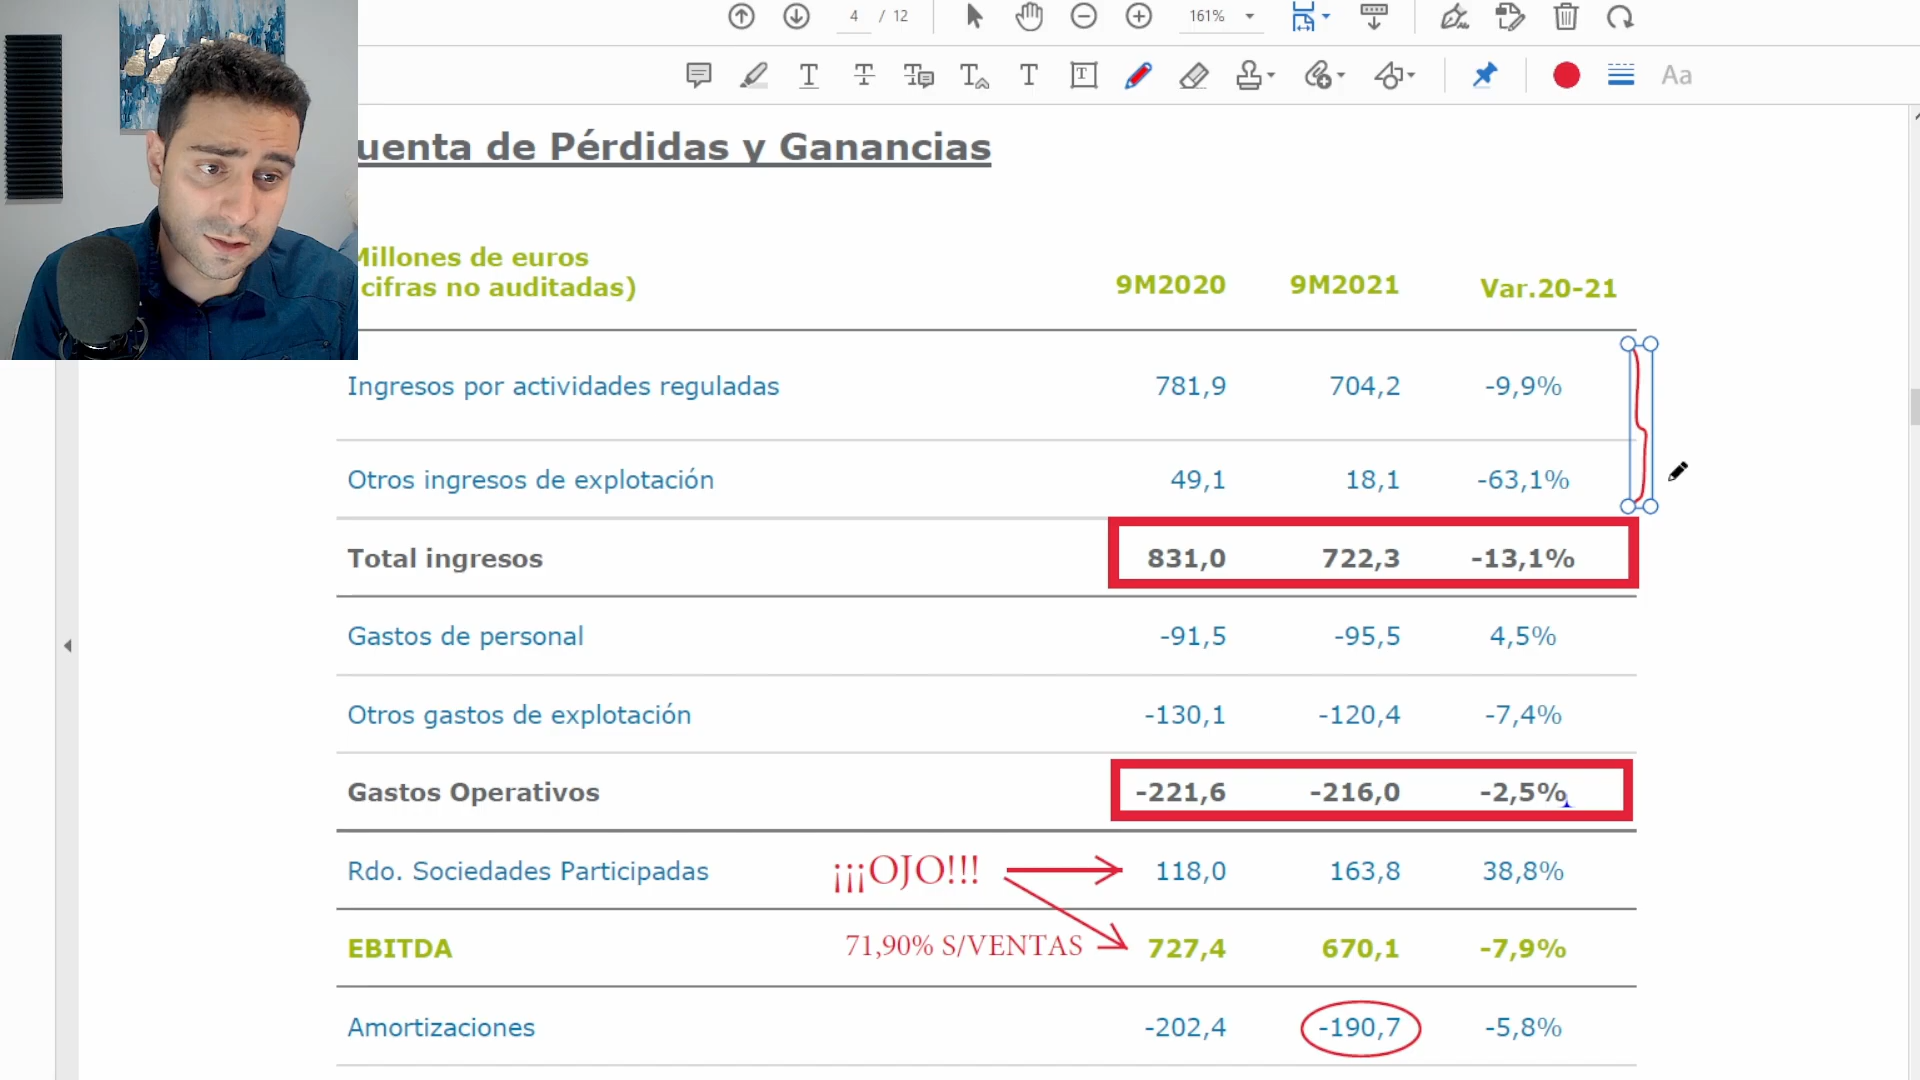 4 / 12
161%
Aa
uenta de Pérdidas y Ganancias
Millones de euros
cifras no auditadas)
9M2020 9M2021 Var.20-21
Ingresos por actividades reguladas 781,9 704,2 -9,9%
Otros ingresos de explotación 49,1 18,1 -63,1%
Total ingresos 831,0 722,3 -13,1%
Gastos de personal -91,5 -95,5 4,5%
Otros gastos de explotación -130,1 -120,4 -7,4%
Gastos Operativos -221,6 -216,0 -2,5%
Rdo. Sociedades Participadas ¡¡¡OJO!!! 118,0 163,8 38,8%
EBITDA 71,90% S/VENTAS 727,4 670,1 -7,9%
Amortizaciones -202,4 -190,7 -5,8%